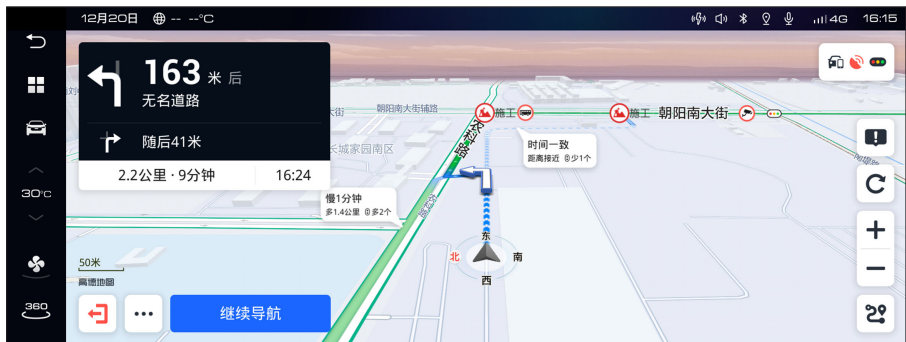 12月20日 -- --°C 4G 16:15
163 米 后
无名道路
随后41米
2.2公里·9分钟 16:24
30°C
360
50米
高德地图
继续导航
朝阳南大街辅路
长城家园南区
农科路
施工
施工
朝阳南大街
时间一致
距离接近 少1个
慢1分钟
多1.4公里 多2个
东
北
南
西